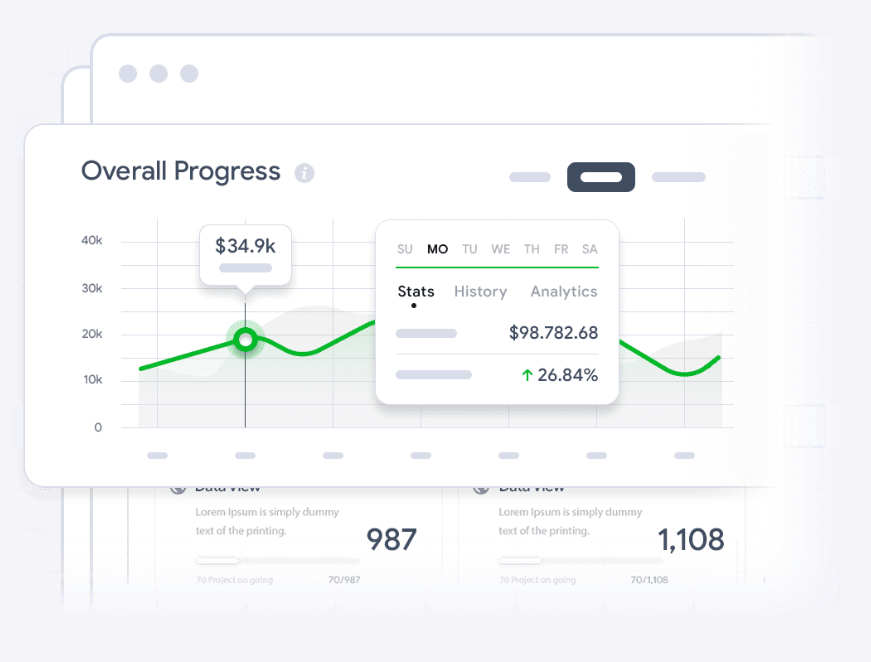 Overall Progress
i
40k
30k
20k
10k
0
$34.9k
SU MO TU WE TH FR SA
Stats History Analytics
$98.782.68
26.84%
Data View
Lorem Ipsum is simply dummy
text of the printing.
987
70 Project on going
70/987
Data View
Lorem Ipsum is simply dummy
text of the printing.
1,108
70 Project on going
70/1,108